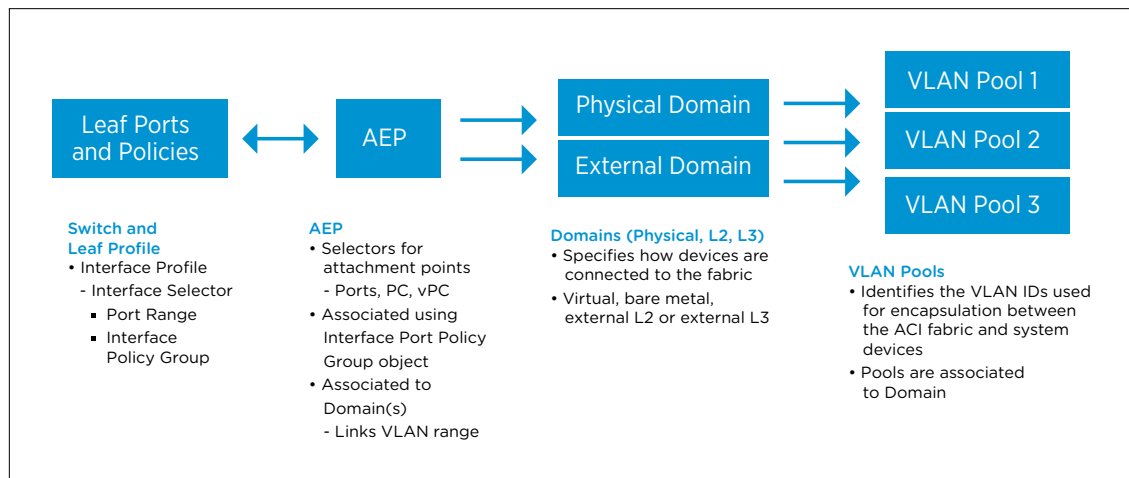 Leaf Ports
and Policies
AEP
Physical Domain
External Domain
VLAN Pool 1
VLAN Pool 2
VLAN Pool 3
Switch and
Leaf Profile
• Interface Profile
- Interface Selector
▪ Port Range
▪ Interface
Policy Group
AEP
• Selectors for
attachment points
- Ports, PC, vPC
• Associated using
Interface Port Policy
Group object
• Associated to
Domain(s)
- Links VLAN range
Domains (Physical, L2, L3)
• Specifies how devices are
connected to the fabric
• Virtual, bare metal,
external L2 or external L3
VLAN Pools
• Identifies the VLAN IDs used
for encapsulation between
the ACI fabric and system
devices
• Pools are associated
to Domain